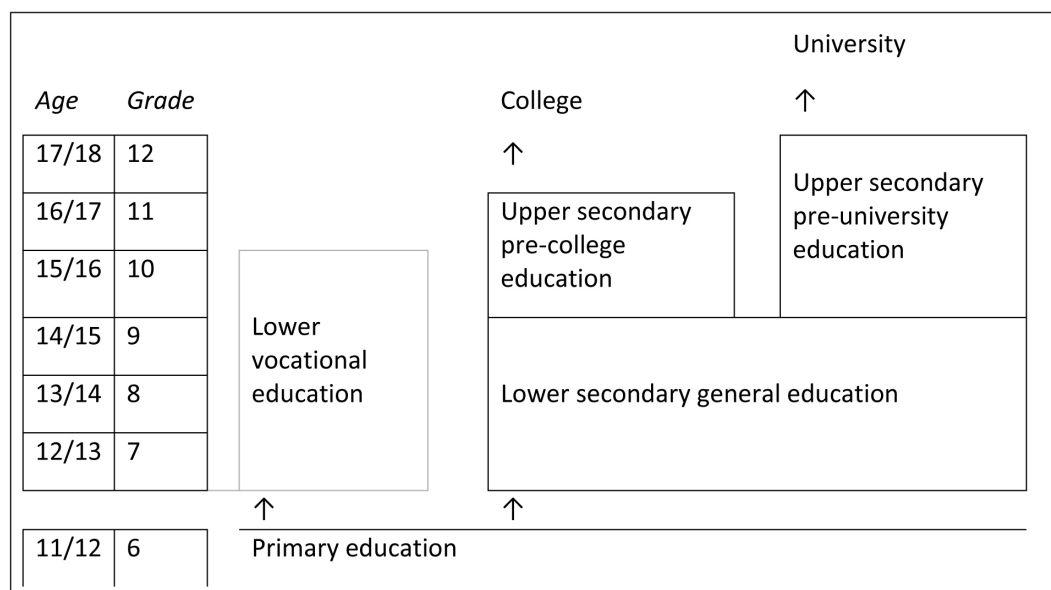 University
Age Grade College ↑
17/18 12 ↑
Upper secondary
pre-university
education
16/17 11
Upper secondary
pre-college
education
15/16 10
14/15 9
Lower
vocational
education
13/14 8
Lower secondary general education
12/13 7
↑ ↑
11/12 6 Primary education